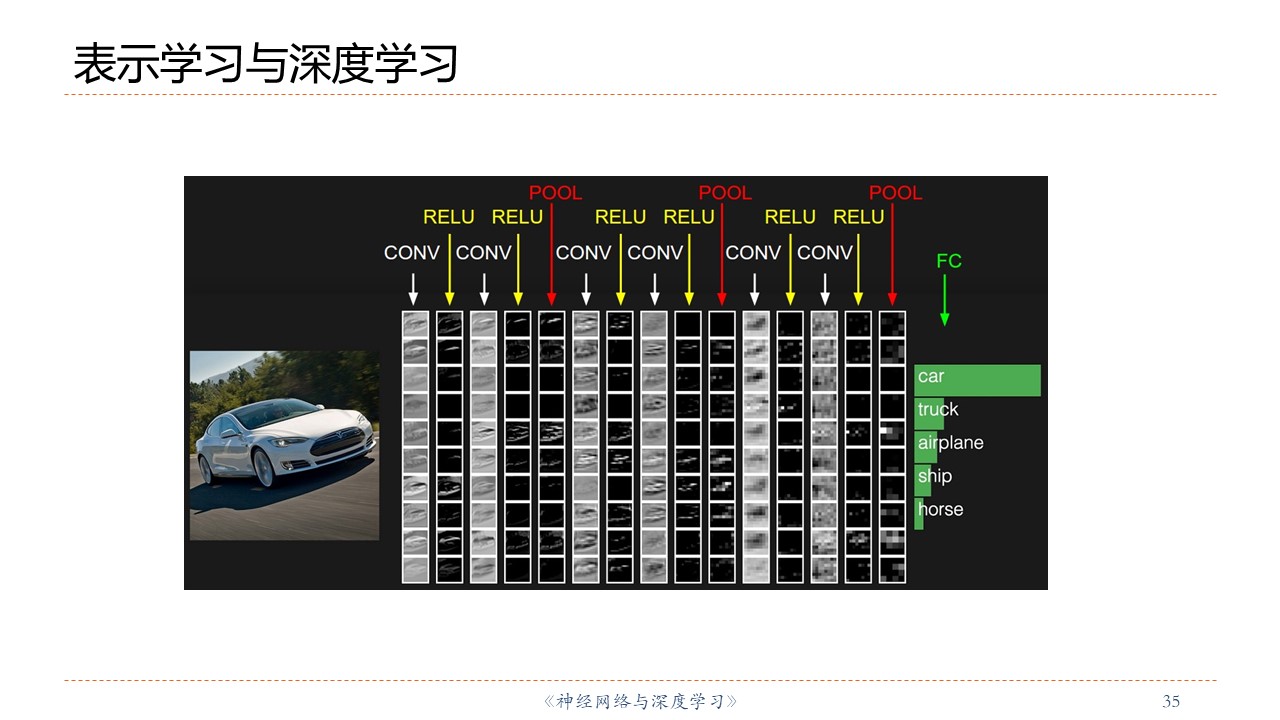 表示学习与深度学习
POOL POOL POOL
RELU RELU RELU RELU RELU RELU
CONV CONV CONV CONV CONV CONV
FC
car
truck
airplane
ship
horse
《神经网络与深度学习》
35